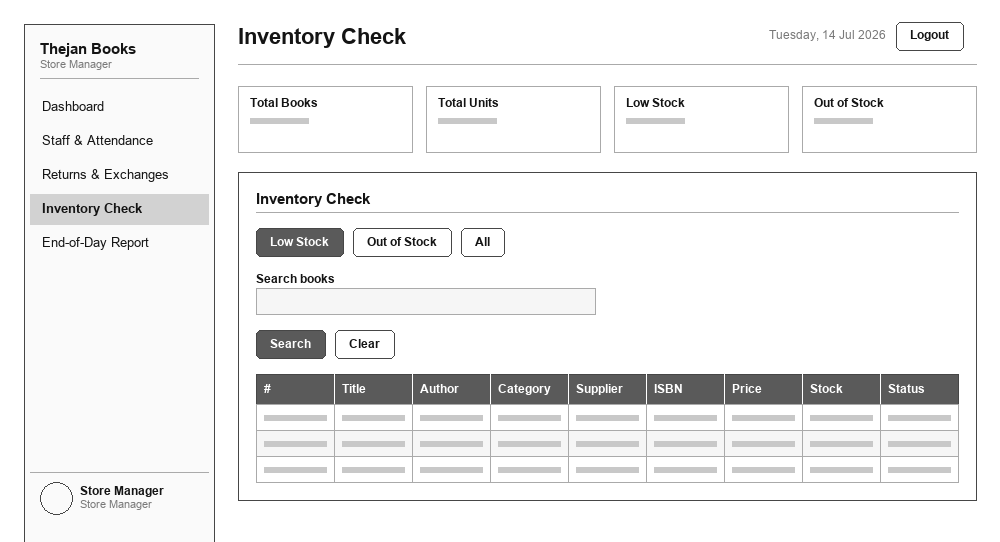 Thejan Books
Store Manager
Dashboard
Staff & Attendance
Returns & Exchanges
Inventory Check
End-of-Day Report
Store Manager
Store Manager
Inventory Check
Tuesday, 14 Jul 2026
Logout
Total Books
Total Units
Low Stock
Out of Stock
Inventory Check
Low Stock
Out of Stock
All
Search books
Search
Clear
# Title Author Category Supplier ISBN Price Stock Status